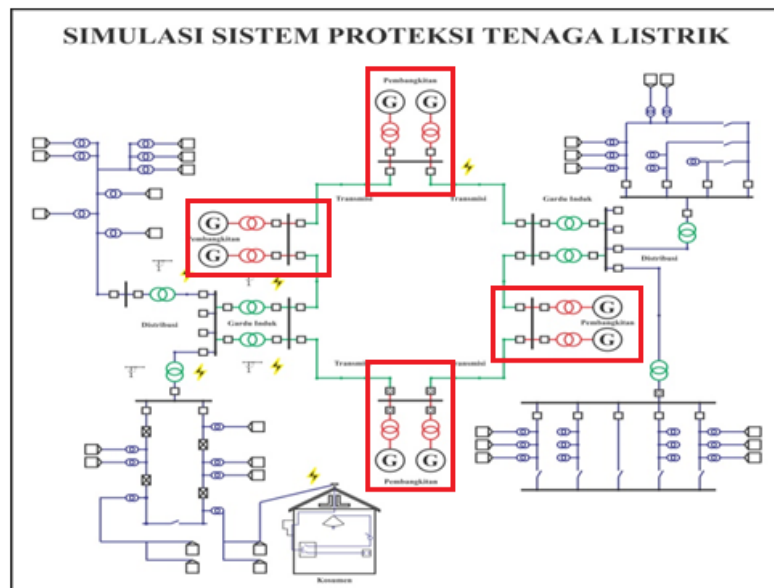 SIMULASI SISTEM PROTEKSI TENAGA LISTRIK
Pembangkitan
G G
Transmisi Transmisi
Gardu Induk
G
Pembangkitan
G
Distribusi
G
Pembangkitan
G
Distribusi
Gardu Induk
Transmisi Transmisi
G G
Pembangkitan
Kosumen